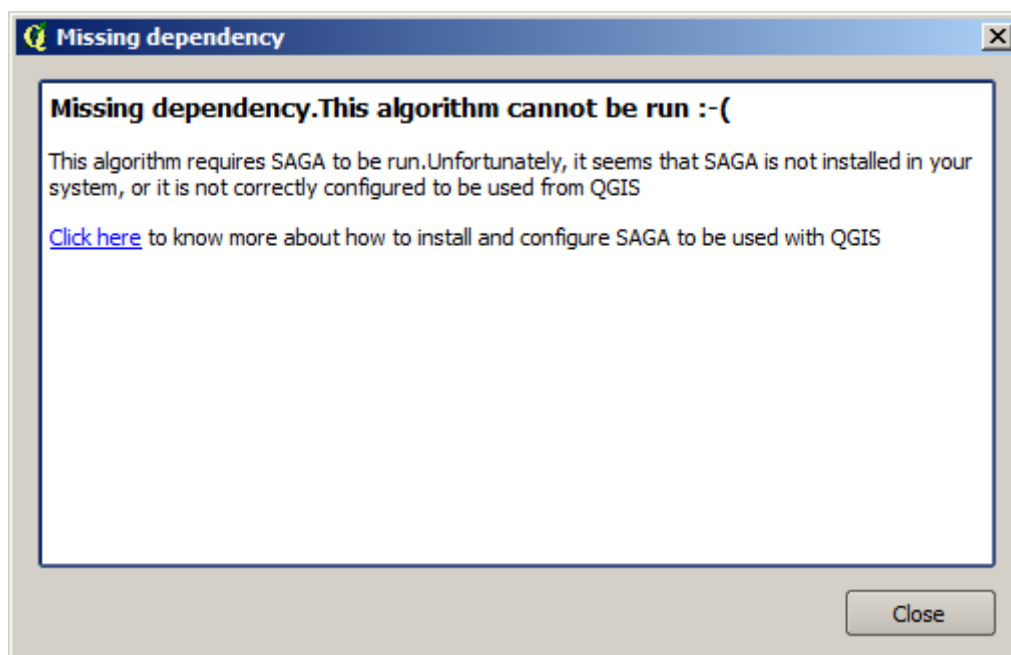 Missing dependency
Missing dependency.This algorithm cannot be run :-(
This algorithm requires SAGA to be run.Unfortunately, it seems that SAGA is not installed in your
system, or it is not correctly configured to be used from QGIS
Click here to know more about how to install and configure SAGA to be used with QGIS
Close